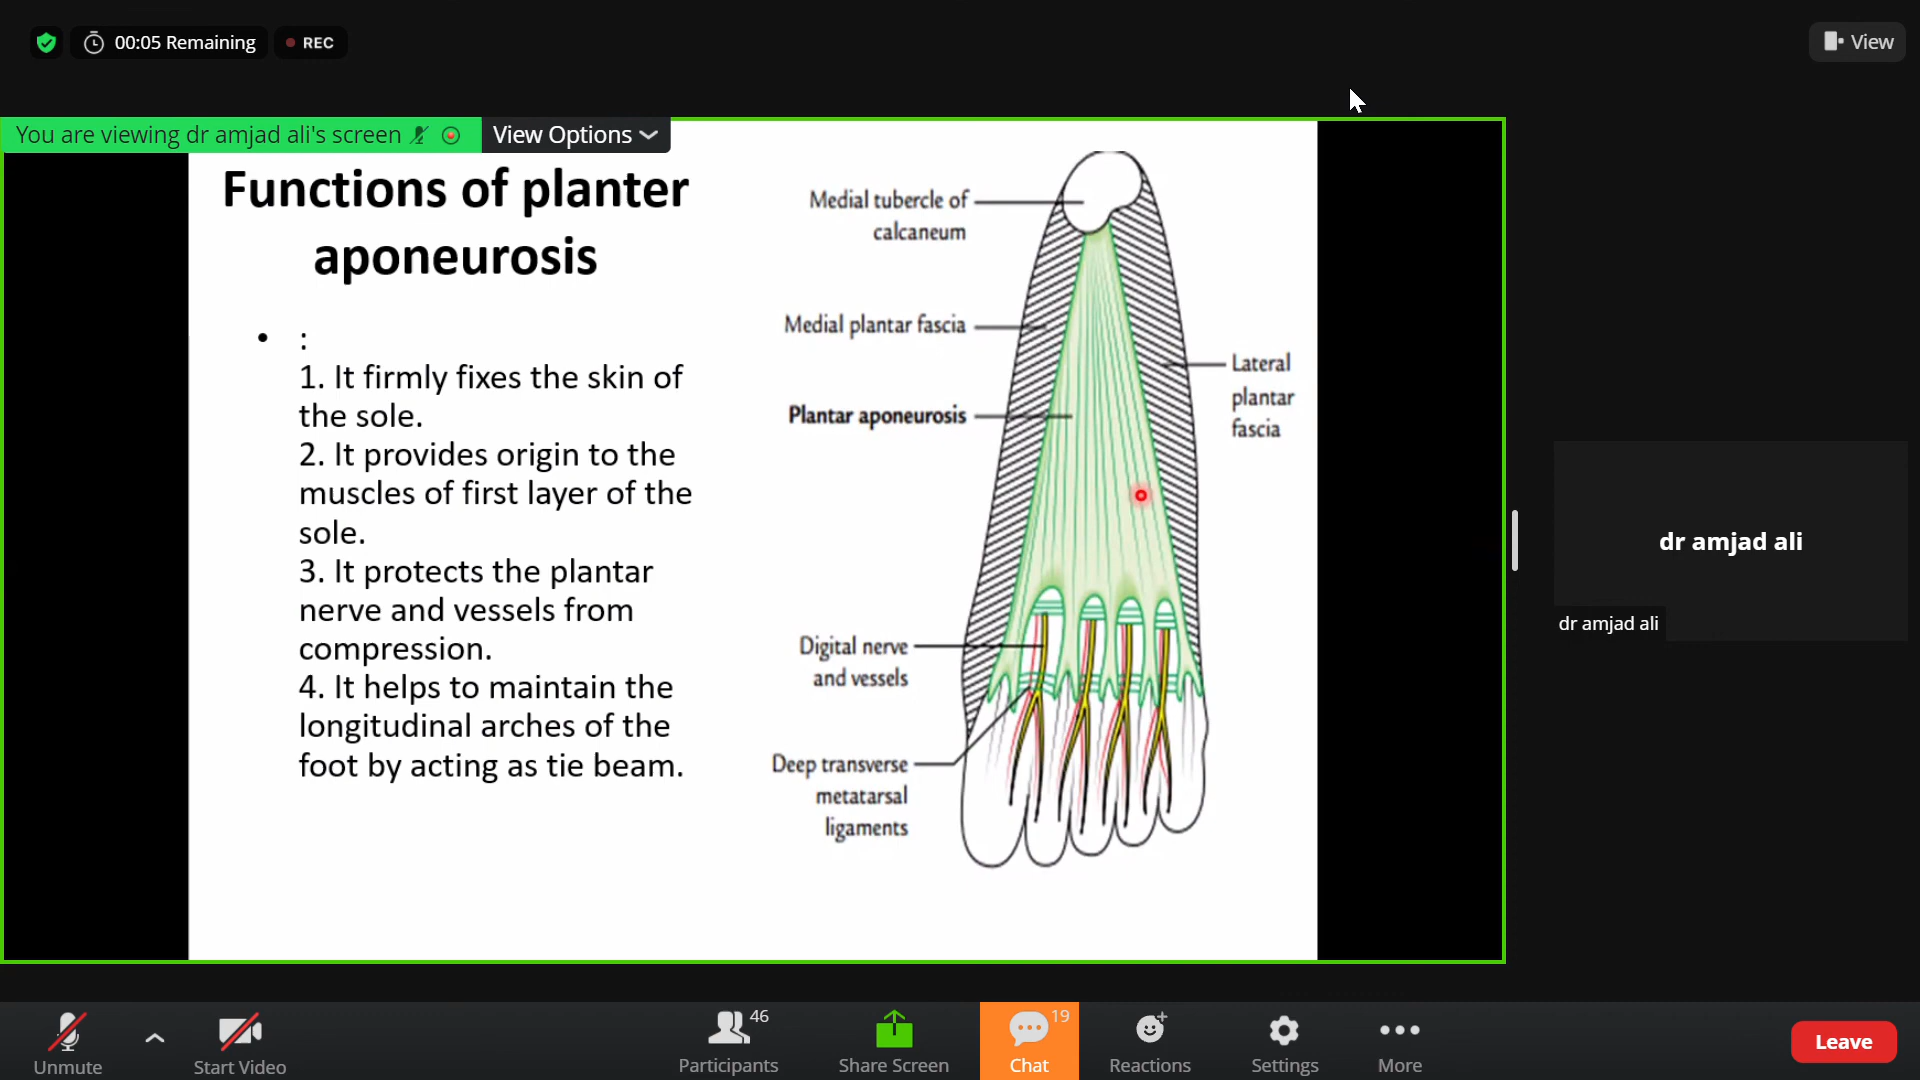 00:05 Remaining
REC
View
You are viewing dr amjad ali's screen
View Options
Functions of planter
aponeurosis
• :
1. It firmly fixes the skin of
the sole.
2. It provides origin to the
muscles of first layer of the
sole.
3. It protects the plantar
nerve and vessels from
compression.
4. It helps to maintain the
longitudinal arches of the
foot by acting as tie beam.
Medial tubercle of
calcaneum
Medial plantar fascia
Lateral
plantar
fascia
Plantar aponeurosis
Digital nerve
and vessels
Deep transverse
metatarsal
ligaments
dr amjad ali
dr amjad ali
Unmute
Start Video
46
Participants
Share Screen
19
Chat
Reactions
Settings
More
Leave